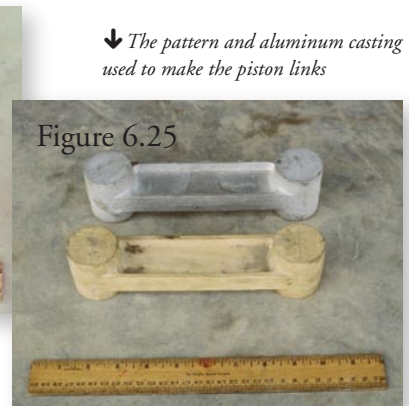 The pattern and aluminum casting
used to make the piston links
Figure 6.25